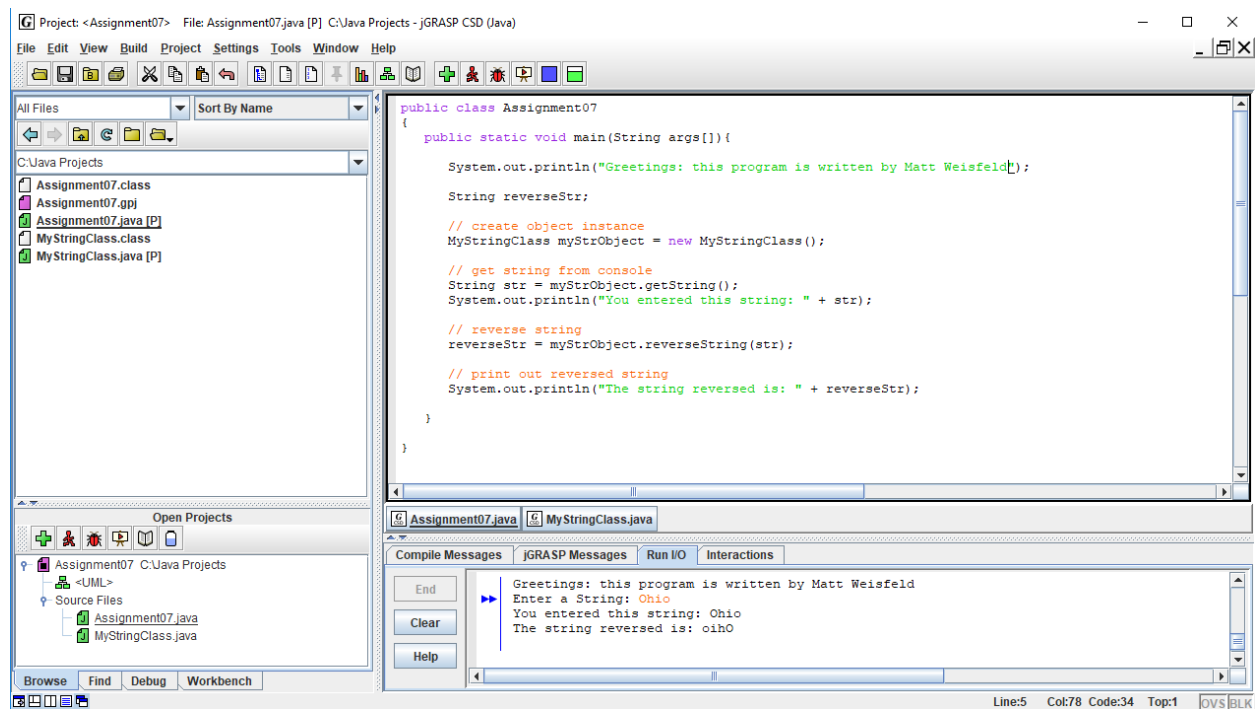 Project: <Assignment07>   File: Assignment07.java [P]  C:\Java Projects - jGRASP CSD (Java)
File Edit View Build Project Settings Tools Window Help
All Files
Sort By Name
C:\Java Projects
Assignment07.class
Assignment07.gpj
Assignment07.java [P]
MyStringClass.class
MyStringClass.java [P]
Open Projects
Assignment07  C:\Java Projects
<UML>
Source Files
Assignment07.java
MyStringClass.java
Browse Find Debug Workbench
public class Assignment07
{
   public static void main(String args[]){
      System.out.println("Greetings: this program is written by Matt Weisfeld");
      String reverseStr;
      // create object instance
      MyStringClass myStrObject = new MyStringClass();
      // get string from console
      String str = myStrObject.getString();
      System.out.println("You entered this string: " + str);
      // reverse string
      reverseStr = myStrObject.reverseString(str);
      // print out reversed string
      System.out.println("The string reversed is: " + reverseStr);
   }
}
Assignment07.java MyStringClass.java
Compile Messages jGRASP Messages Run I/O Interactions
End
Clear
Help
Greetings: this program is written by Matt Weisfeld
Enter a String: Ohio
You entered this string: Ohio
The string reversed is: oihO
Line:5 Col:78 Code:34 Top:1 OVS BLK